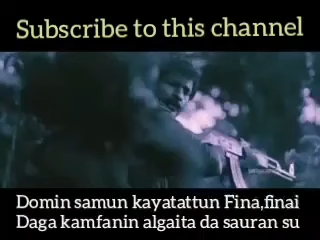 Subscribe to this channel
Domin samun kayatattun Fina,finai
Daga kamfanin algaita da sauran su